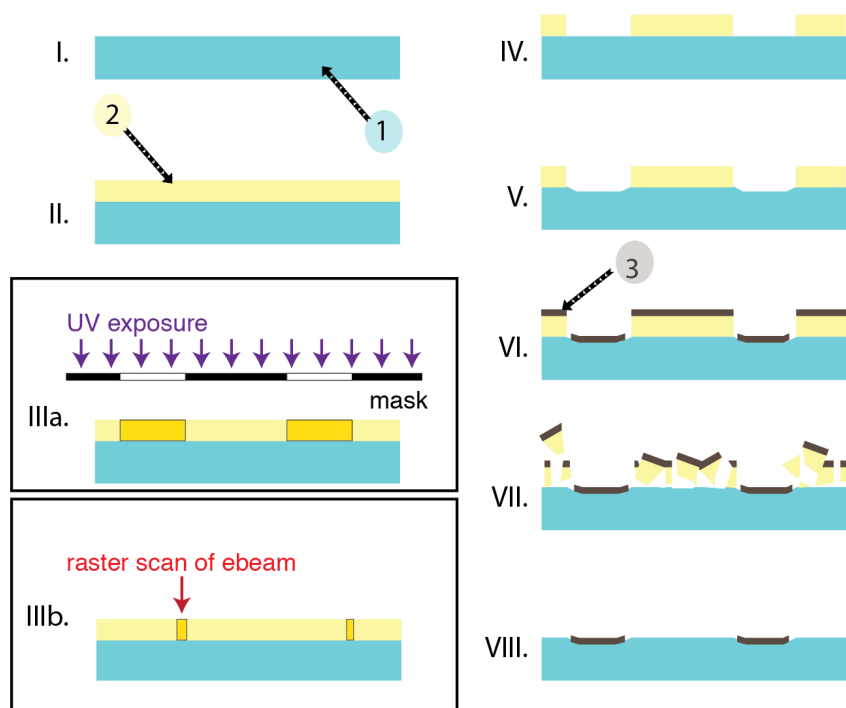 I.
1
2
II.
UV exposure
mask
IIIa.
raster scan of ebeam
IIIb.
IV.
V.
3
VI.
VII.
VIII.